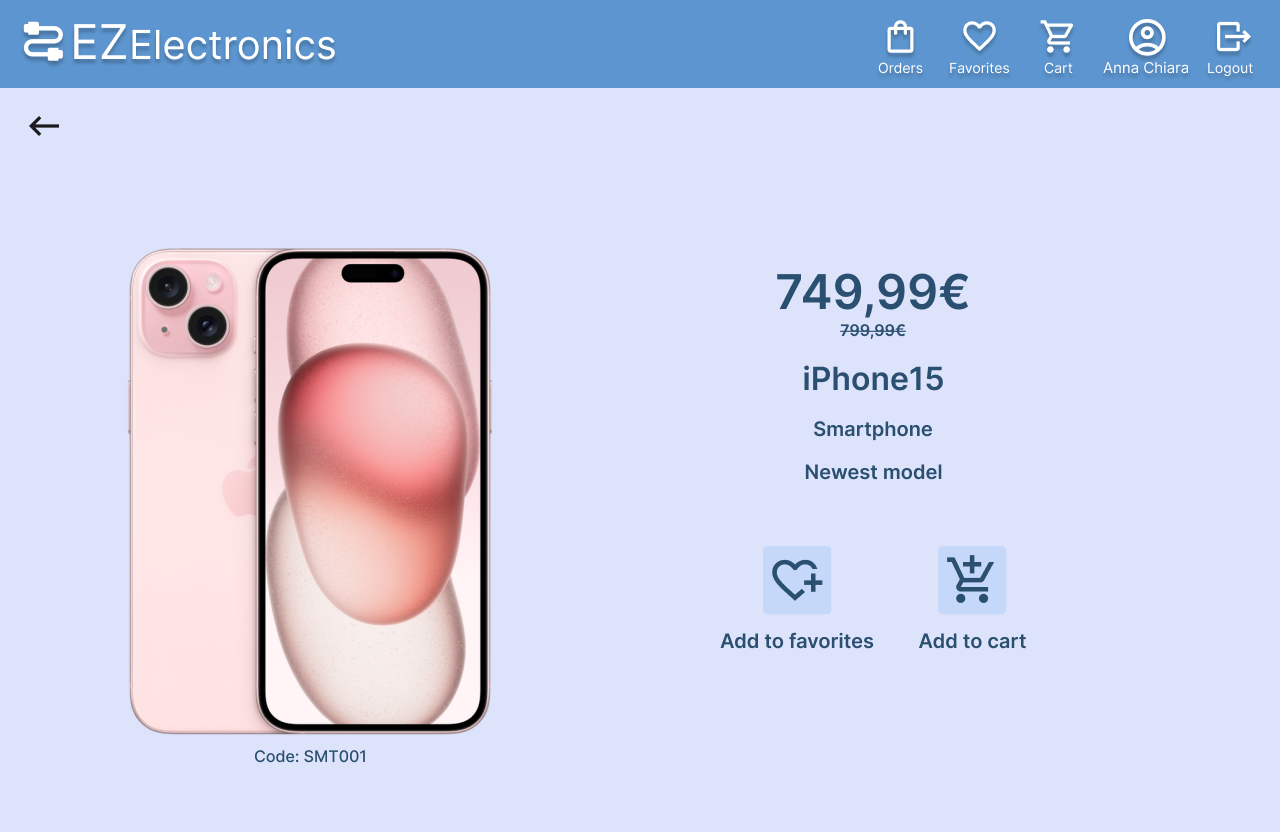 EZElectronics
Orders
Favorites
Cart
Anna Chiara
Logout
749,99€
799,99€
iPhone15
Smartphone
Newest model
Add to favorites
Add to cart
Code: SMT001